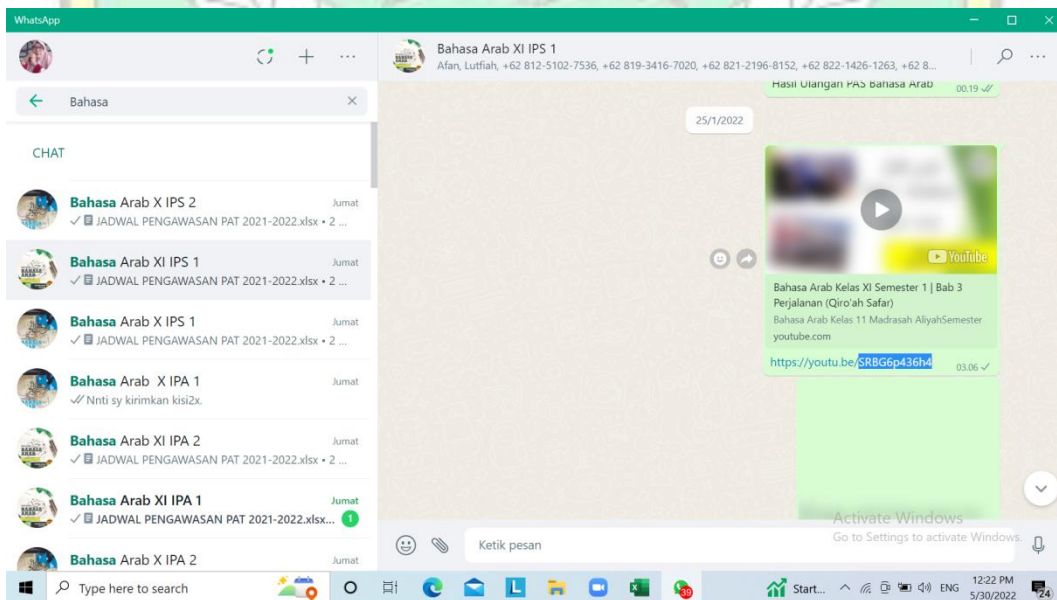 WhatsApp
Bahasa
CHAT
Bahasa Arab X IPS 2
Jumat
JADWAL PENGAWASAN PAT 2021-2022.xlsx • 2 ...
Bahasa Arab XI IPS 1
Jumat
JADWAL PENGAWASAN PAT 2021-2022.xlsx • 2 ...
Bahasa Arab X IPS 1
Jumat
JADWAL PENGAWASAN PAT 2021-2022.xlsx • 2 ...
Bahasa Arab X IPA 1
Jumat
Nnti sy kirimkan kisi2x.
Bahasa Arab XI IPA 2
Jumat
JADWAL PENGAWASAN PAT 2021-2022.xlsx • 2 ...
Bahasa Arab XI IPA 1
Jumat
JADWAL PENGAWASAN PAT 2021-2022.xlsx...
1
Bahasa Arab X IPA 2
Jumat
Bahasa Arab XI IPS 1
Afan, Lutfiah, +62 812-5102-7536, +62 819-3416-7020, +62 821-2196-8152, +62 822-1426-1263, +62 8...
Hasil Ulangan PAS Bahasa Arab
00.19
25/1/2022
YouTube
Bahasa Arab Kelas XI Semester 1 | Bab 3
Perjalanan (Qiro'ah Safar)
Bahasa Arab Kelas 11 Madrasah AliyahSemester
youtube.com
https://youtu.be/SRBG6p436h4
03.06
Activate Windows
Go to Settings to activate Windows.
Ketik pesan
Type here to search
39
Start...
ENG
12:22 PM
5/30/2022
24